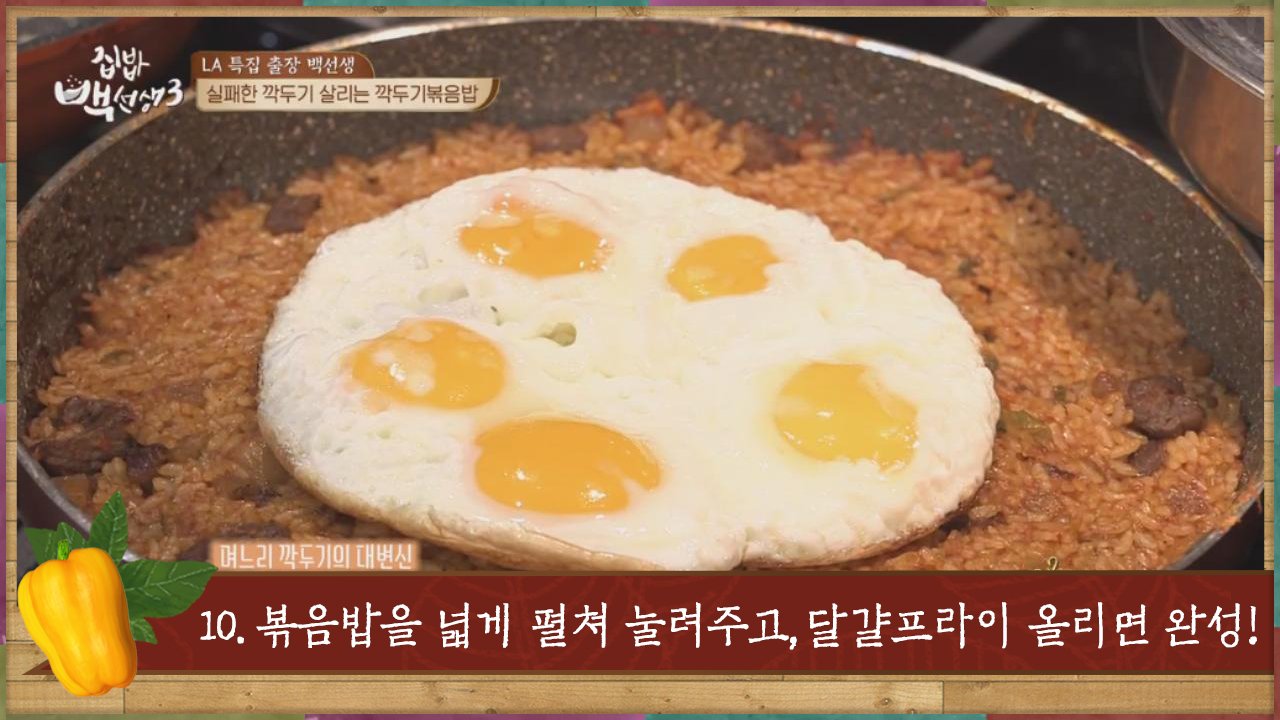 집밥
백선생3
LA 특집 출장 백선생
실패한 깍두기 살리는 깍두기볶음밥
며느리 깍두기의 대변신
10. 볶음밥을 넓게 펼쳐 눌려주고, 달걀프라이 올리면 완성!